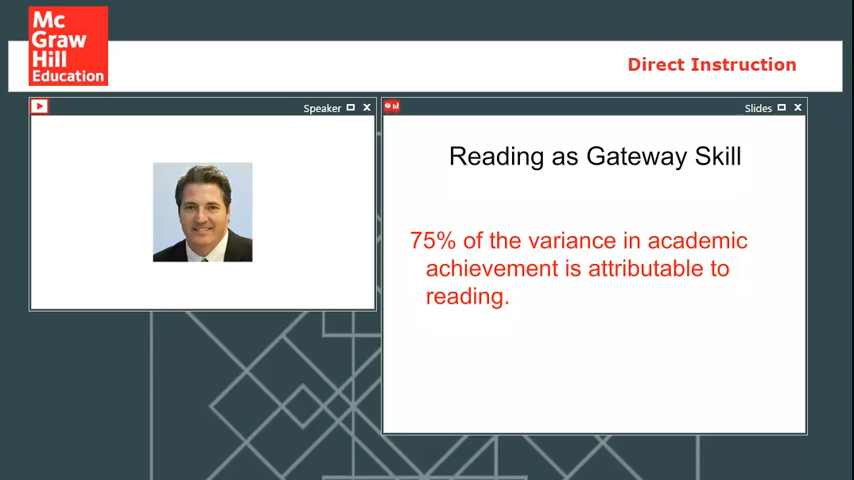 Mc
Graw
Hill
Education
Direct Instruction
Speaker
Slides
Reading as Gateway Skill
75% of the variance in academic
achievement is attributable to
reading.